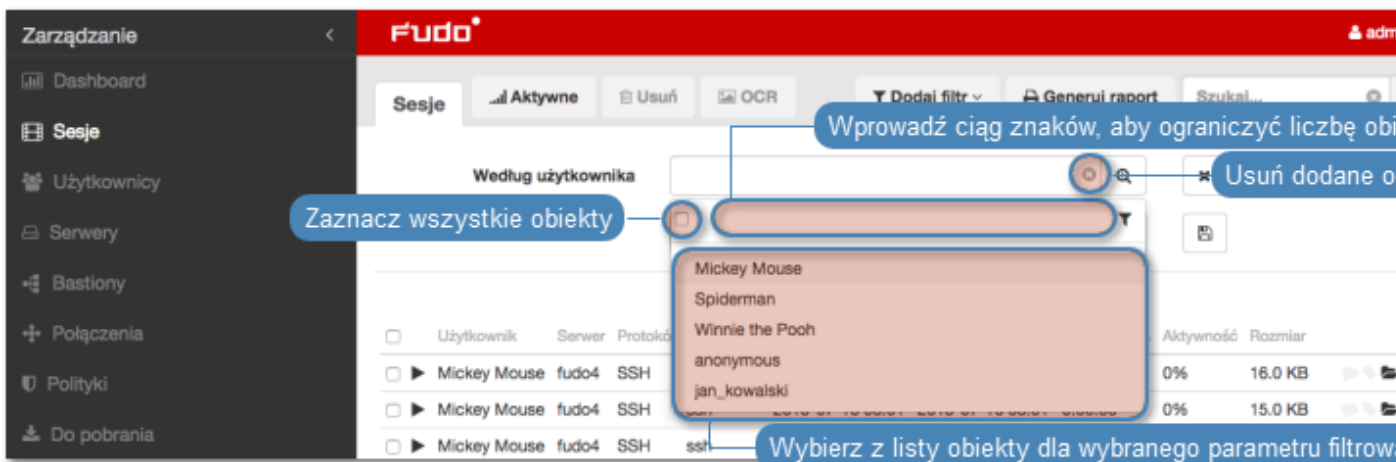 Zarządzanie
Fudo
Dashboard
Sesje
Aktywne
Usuń
OCR
Dodaj filtr
Generuj raport
Szukaj...
Sesje
Wprowadź ciąg znaków, aby ograniczyć liczbę
Użytkownicy
Według użytkownika
Usuń dodane
Zaznacz wszystkie obiekty
Serwery
Bastiony
Mickey Mouse
Spiderman
Winnie the Pooh
anonymous
jan_kowalski
Połączenia
Użytkownik Serwer Aktywność Rozmiar
Polityki
Mickey Mouse fudo4 SSH 0% 16.0 KB
Mickey Mouse fudo4 SSH 0% 15.0 KB
Do pobrania
Mickey Mouse fudo4 SSH ssh
Wybierz z listy obiekty dla wybranego parametru